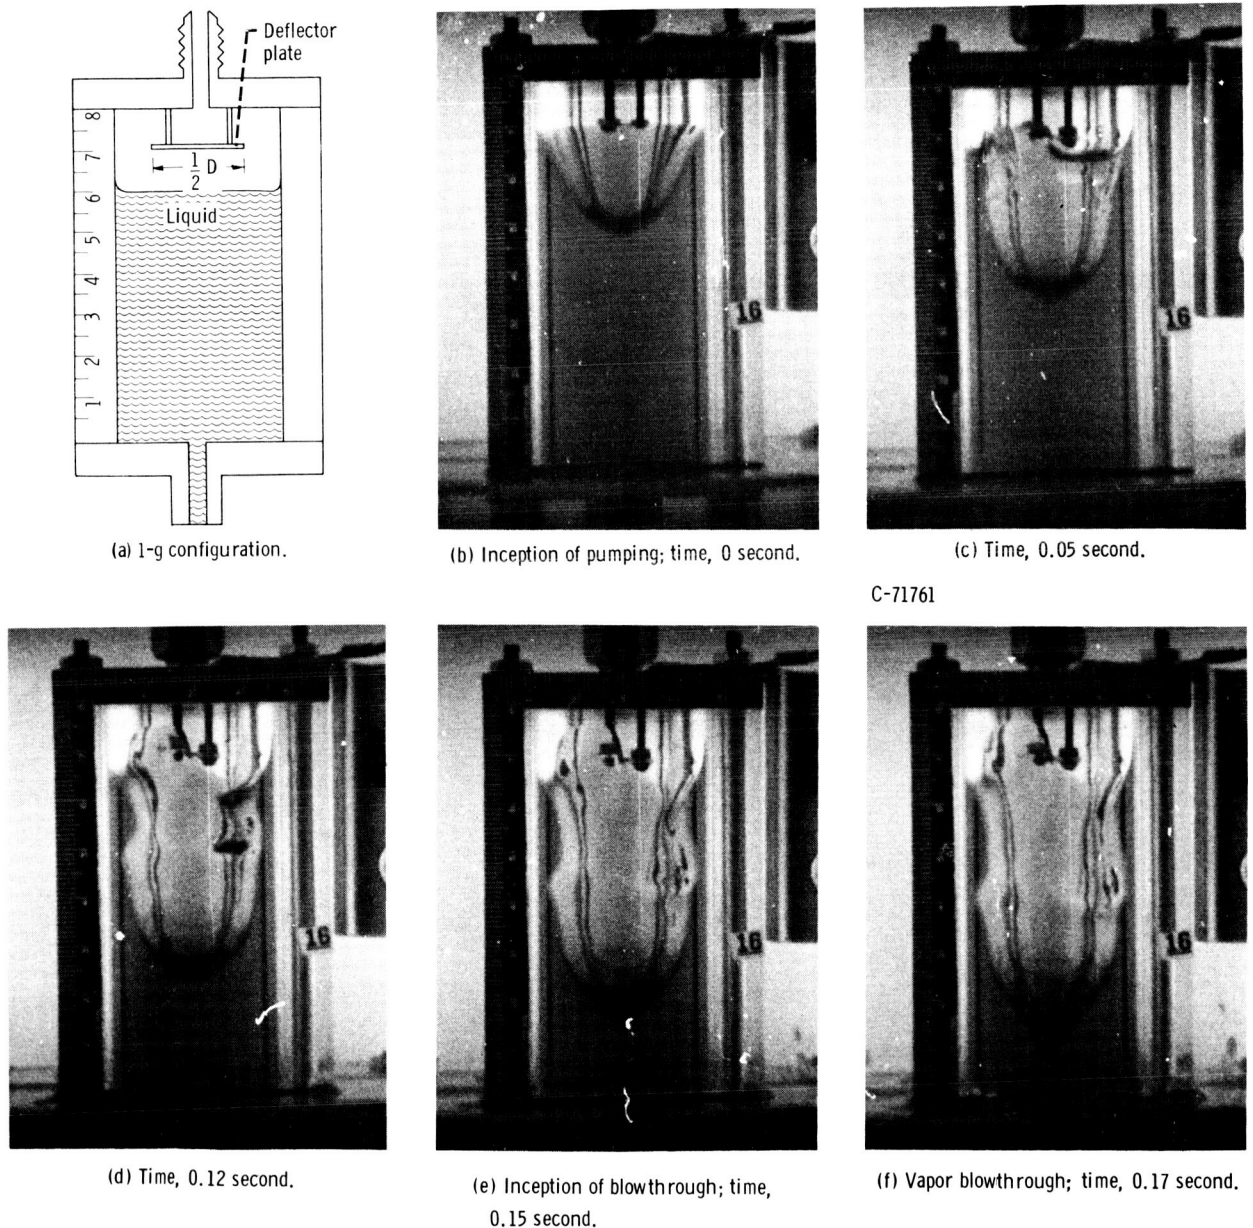 Deflector
plate
8
7
6
5
4
3
2
1
1
2 D
Liquid
(a) 1-g configuration.
16
(b) Inception of pumping; time, 0 second.
16
(c) Time, 0.05 second.
C-71761
16
(d) Time, 0.12 second.
16
(e) Inception of blowthrough; time,
0.15 second.
16
(f) Vapor blowthrough; time, 0.17 second.